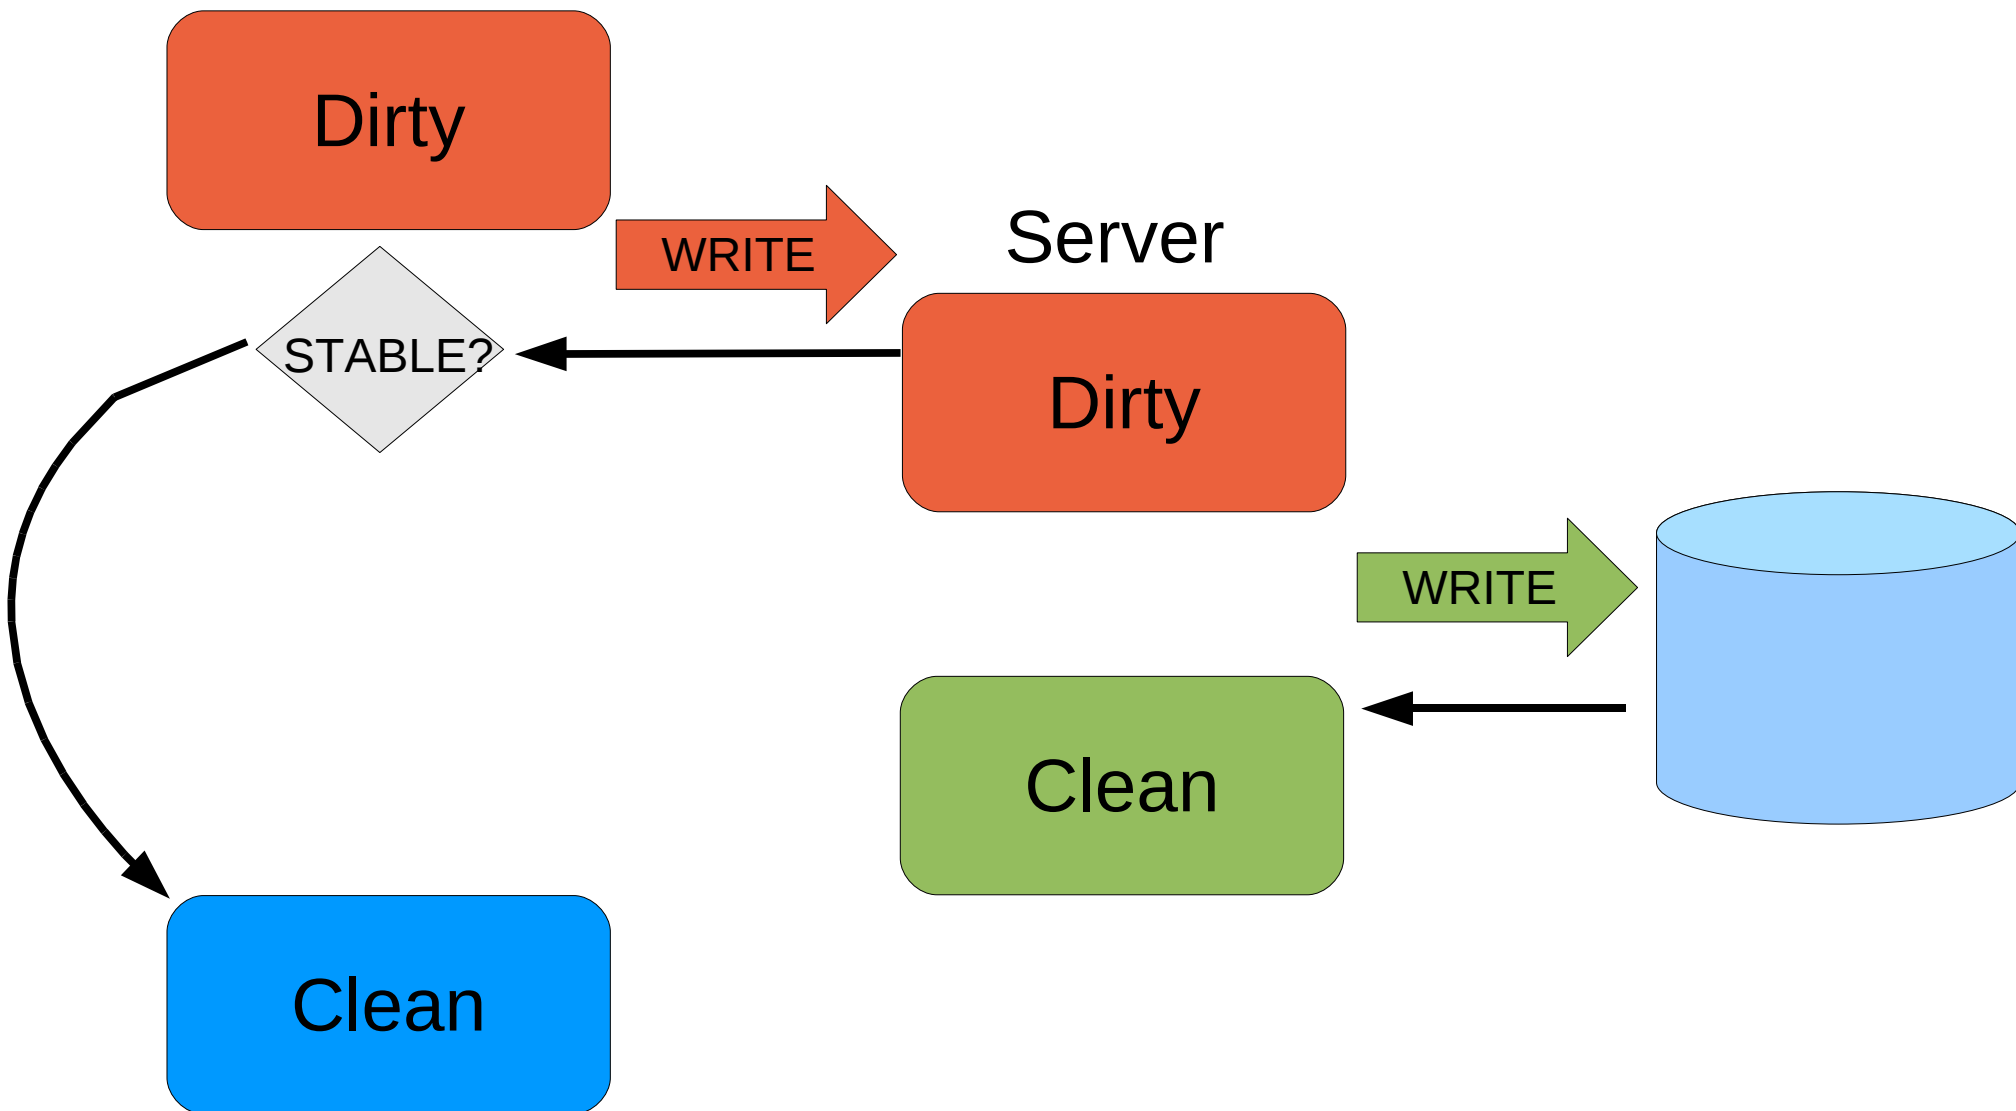 Dirty
WRITE
Server
STABLE?
Dirty
WRITE
Clean
Clean